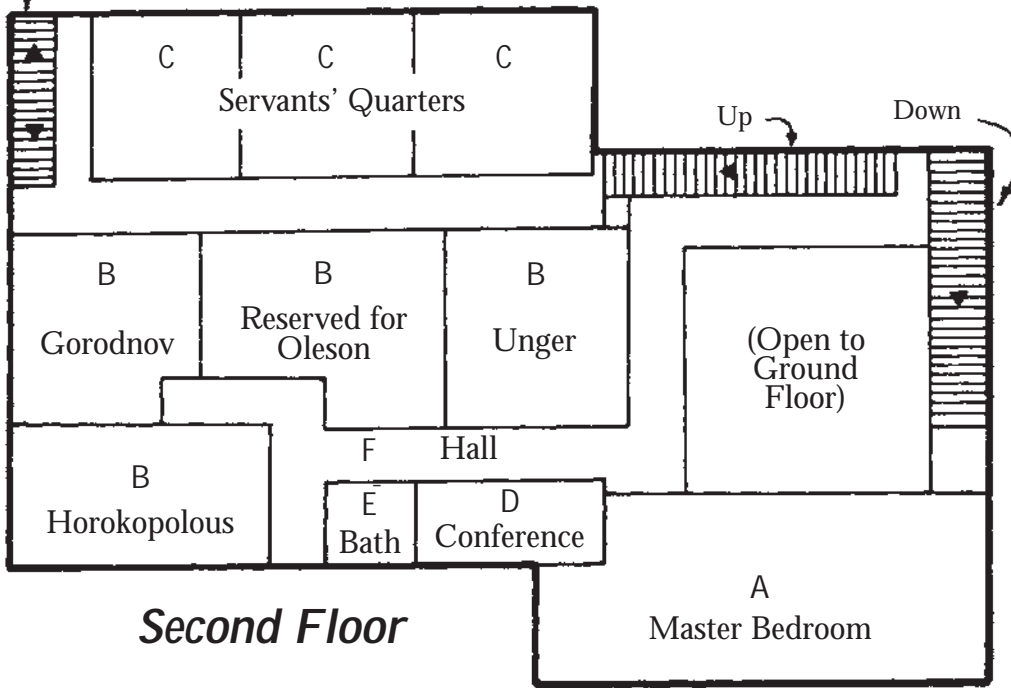 C C C
Servants' Quarters
Up
Down
B
Gorodnov
B
Reserved for
Oleson
B
Unger
(Open to
Ground
Floor)
F Hall
B
Horokopolous
E
Bath
D
Conference
A
Master Bedroom
Second Floor